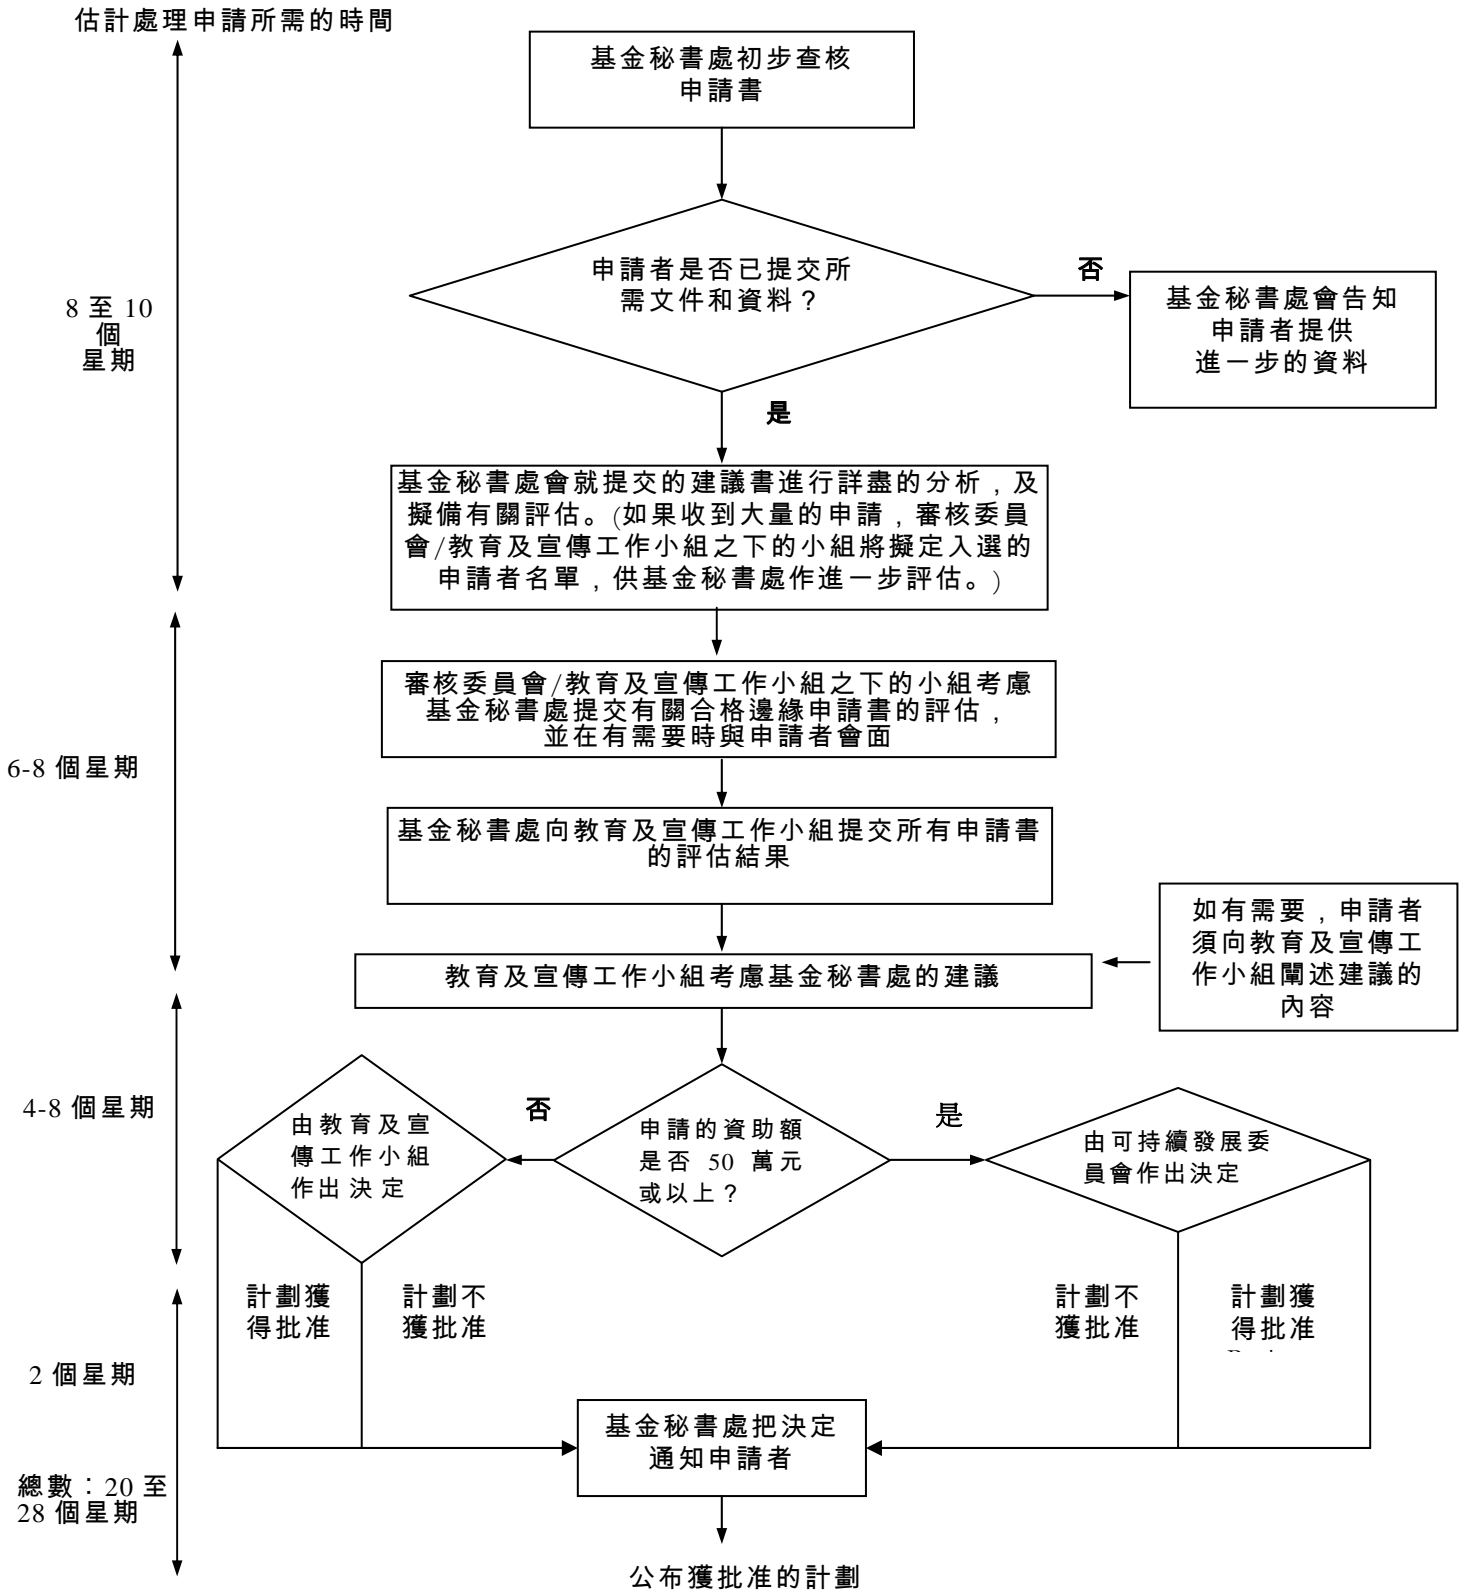 估計處理申請所需的時間
基金秘書處初步查核
申請書
申請者是否已提交所
需文件和資料？
否
基金秘書處會告知
申請者提供
進一步的資料
8 至 10
個
星期
是
基金秘書處會就提交的建議書進行詳盡的分析，及
擬備有關評估。(如果收到大量的申請，審核委員
會/教育及宣傳工作小組之下的小組將擬定入選的
申請者名單，供基金秘書處作進一步評估。)
審核委員會/教育及宣傳工作小組之下的小組考慮
基金秘書處提交有關合格邊緣申請書的評估，
並在有需要時與申請者會面
6-8 個星期
基金秘書處向教育及宣傳工作小組提交所有申請書
的評估結果
如有需要，申請者
須向教育及宣傳工
作小組闡述建議的
內容
教育及宣傳工作小組考慮基金秘書處的建議
4-8 個星期
由教育及宣
傳工作小組
作出決定
否
申請的資助額
是否 50 萬元
或以上？
是
由可持續發展委
員會作出決定
計劃獲
得批准
計劃不
獲批准
計劃不
獲批准
計劃獲
得批准
2 個星期
基金秘書處把決定
通知申請者
總數：20 至
28 個星期
公布獲批准的計劃